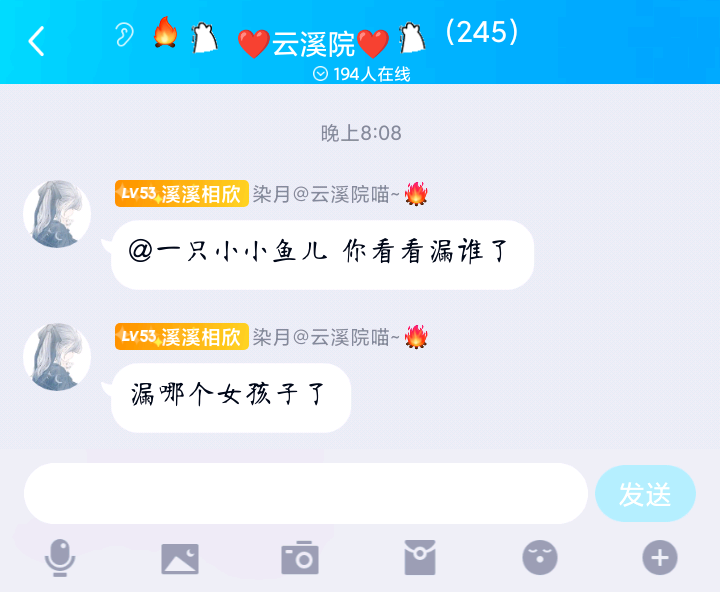 ❤️云溪院❤️ (245)
194人在线
晚上8:08
LV53 溪溪相欣 染月@云溪院喵~🔥
@一只小小鱼儿 你看看漏谁了
LV53 溪溪相欣 染月@云溪院喵~🔥
漏哪个女孩子了
发送